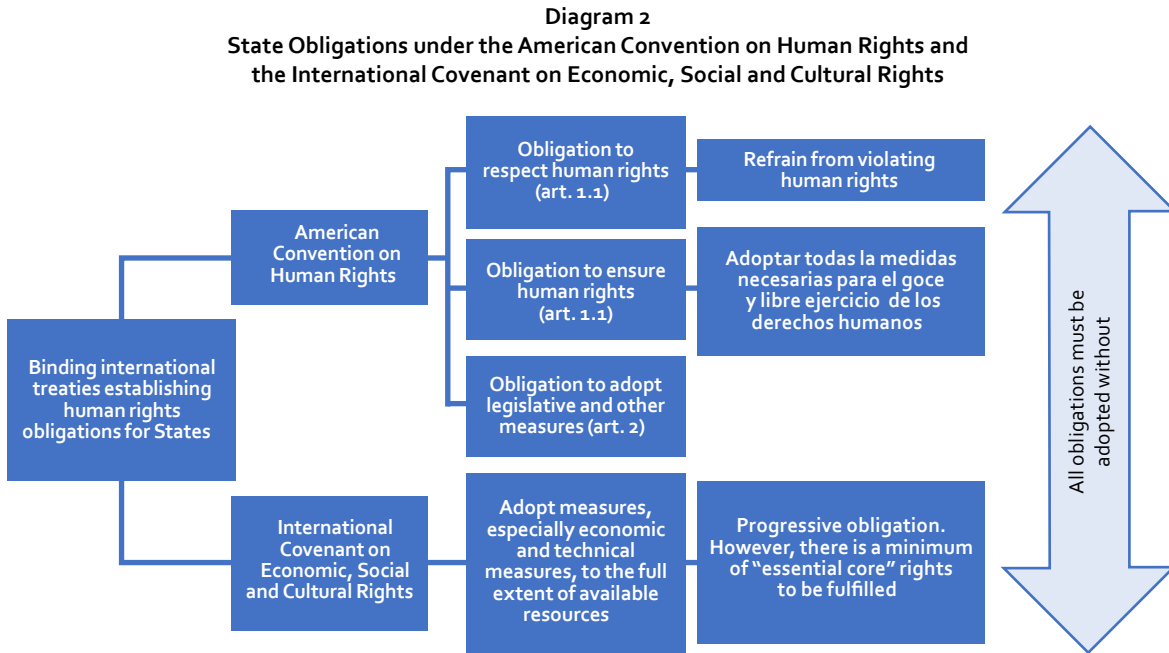 Diagram 2
State Obligations under the American Convention on Human Rights and
the International Covenant on Economic, Social and Cultural Rights
Binding international
treaties establishing
human rights
obligations for States
American
Convention on
Human Rights
Obligation to
respect human rights
(art. 1.1)
Refrain from violating
human rights
Obligation to ensure
human rights
(art. 1.1)
Adoptar todas la medidas
necesarias para el goce
y libre ejercicio de los
derechos humanos
Obligation to adopt
legislative and other
measures (art. 2)
International
Covenant on
Economic, Social
and Cultural Rights
Adopt measures,
especially economic
and technical
measures, to the full
extent of available
resources
Progressive obligation.
However, there is a minimum
of “essential core” rights
to be fulfilled
All obligations must be
adopted without